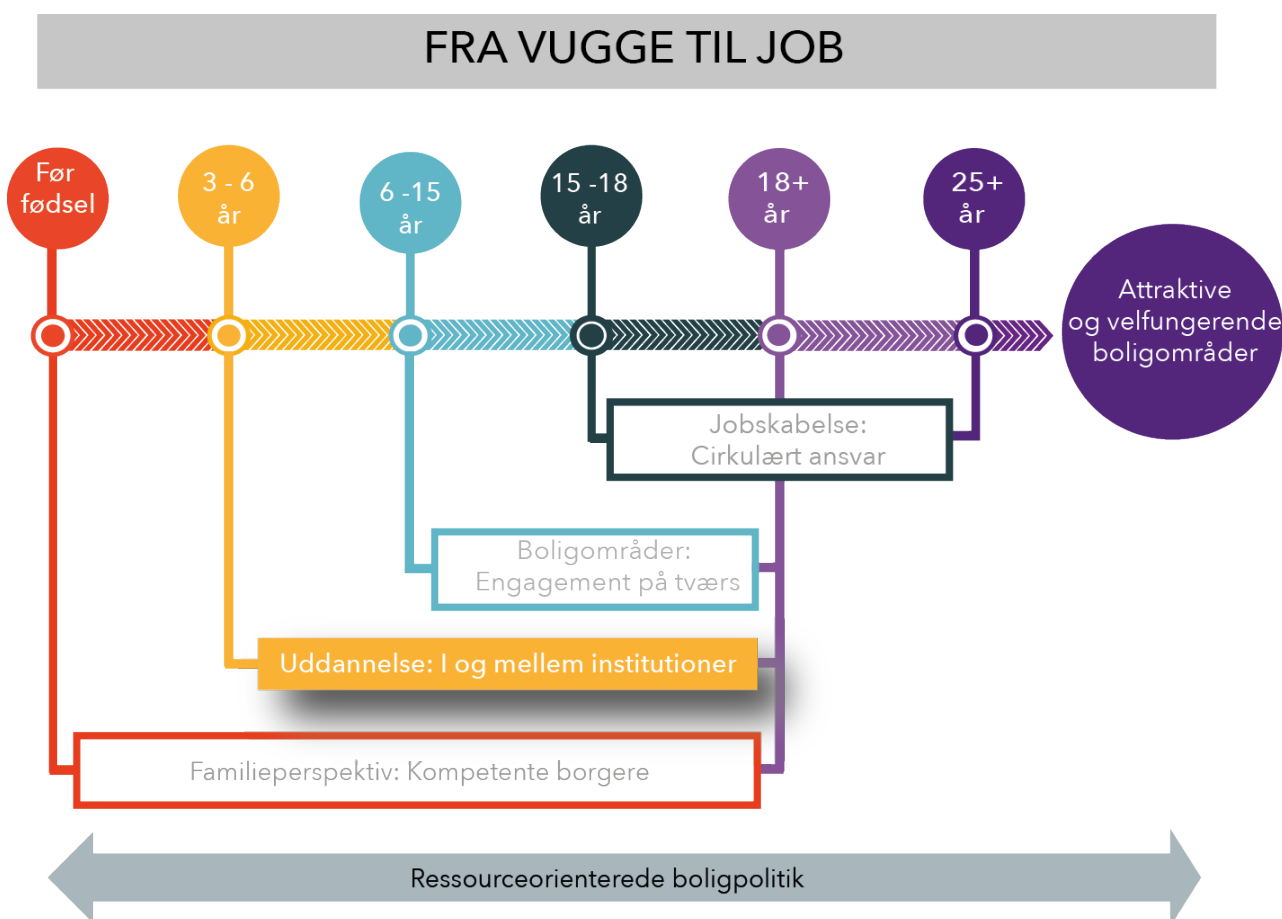 FRA VUGGE TIL JOB
Før
fødsel
3 - 6
år
6 -15
år
15 -18
år
18+
år
25+
år
Attraktive
og velfungerende
boligområder
Jobskabelse:
Cirkulært ansvar
Boligområder:
Engagement på tværs
Uddannelse: I og mellem institutioner
Familieperspektiv: Kompetente borgere
Ressourceorienterede boligpolitik